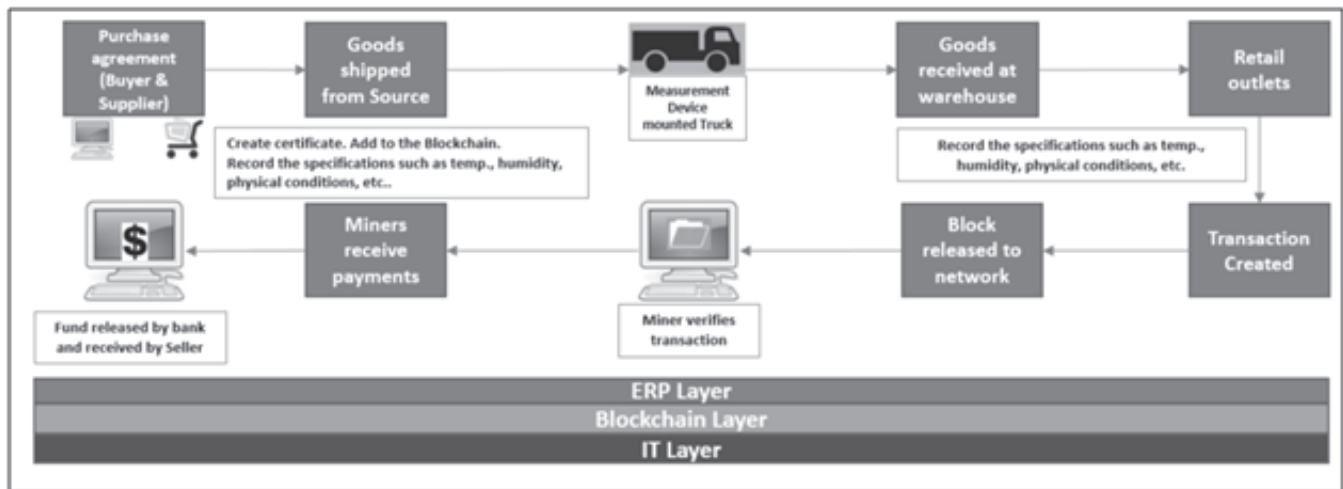 Purchase
agreement
(Buyer &
Supplier)
Goods
shipped
from Source
Measurement
Device
mounted Truck
Goods
received at
warehouse
Retail
outlets
Create certificate. Add to the Blockchain.
Record the specifications such as temp., humidity,
physical conditions, etc..
Record the specifications such as temp.,
humidity, physical conditions, etc.
$
Fund released by bank
and received by Seller
Miners
receive
payments
Miner verifies
transaction
Block
released to
network
Transaction
Created
ERP Layer
Blockchain Layer
IT Layer